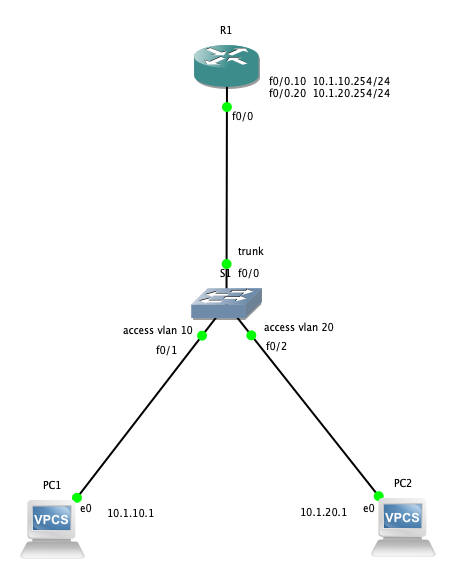 R1
f0/0.10 10.1.10.254/24
f0/0.20 10.1.20.254/24
f0/0
trunk
S1 f0/0
access vlan 10
access vlan 20
f0/1
f0/2
PC1
PC2
e0
10.1.10.1
10.1.20.1
e0
VPCS
VPCS